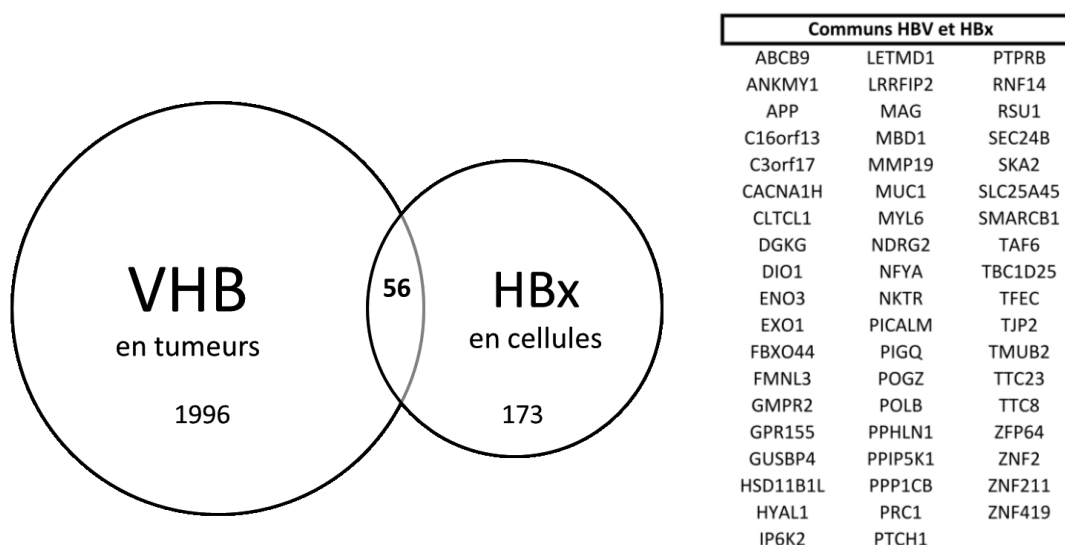 VHB
en tumeurs
1996
56
HBx
en cellules
173
Communs HBV et HBx
ABCB9 LETMD1 PTPRB
ANKMY1 LRRFIP2 RNF14
APP MAG RSU1
C16orf13 MBD1 SEC24B
C3orf17 MMP19 SKA2
CACNA1H MUC1 SLC25A45
CLTCL1 MYL6 SMARCB1
DGKG NDRG2 TAF6
DIO1 NFYA TBC1D25
ENO3 NKTR TFEC
EXO1 PICALM TJP2
FBXO44 PIGQ TMUB2
FMNL3 POGZ TTC23
GMPR2 POLB TTC8
GPR155 PPHLN1 ZFP64
GUSBP4 PPIP5K1 ZNF2
HSD11B1L PPP1CB ZNF211
HYAL1 PRC1 ZNF419
IP6K2 PTCH1